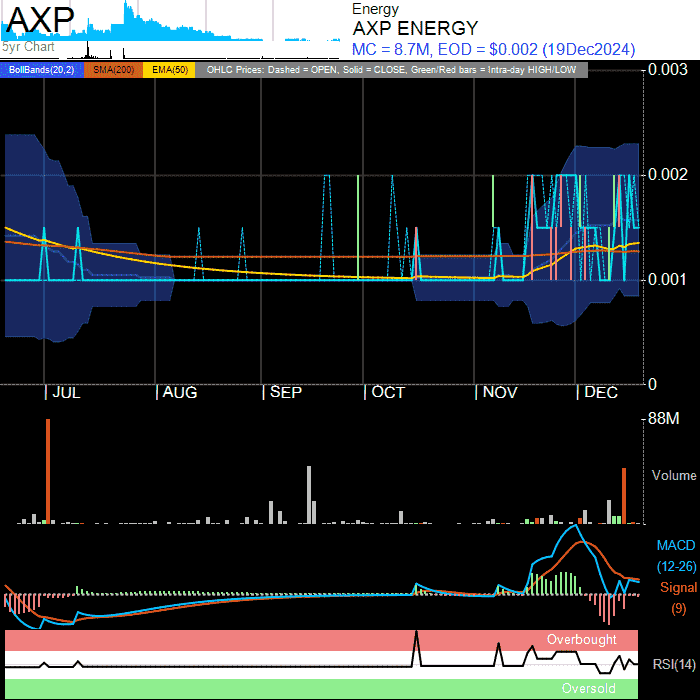 AXP
5yr Chart
Energy
AXP ENERGY
MC = 8.7M, EOD = $0.002 (19Dec2024)
BollBands(20,2) SMA(200) EMA(50) OHLC Prices: Dashed = OPEN, Solid = CLOSE, Green/Red bars = Intra-day HIGH/LOW
0.003
0.002
0.001
0
| JUL | AUG | SEP | OCT | NOV | DEC
88M
Volume
MACD
(12-26)
Signal
(9)
Overbought
RSI(14)
Oversold